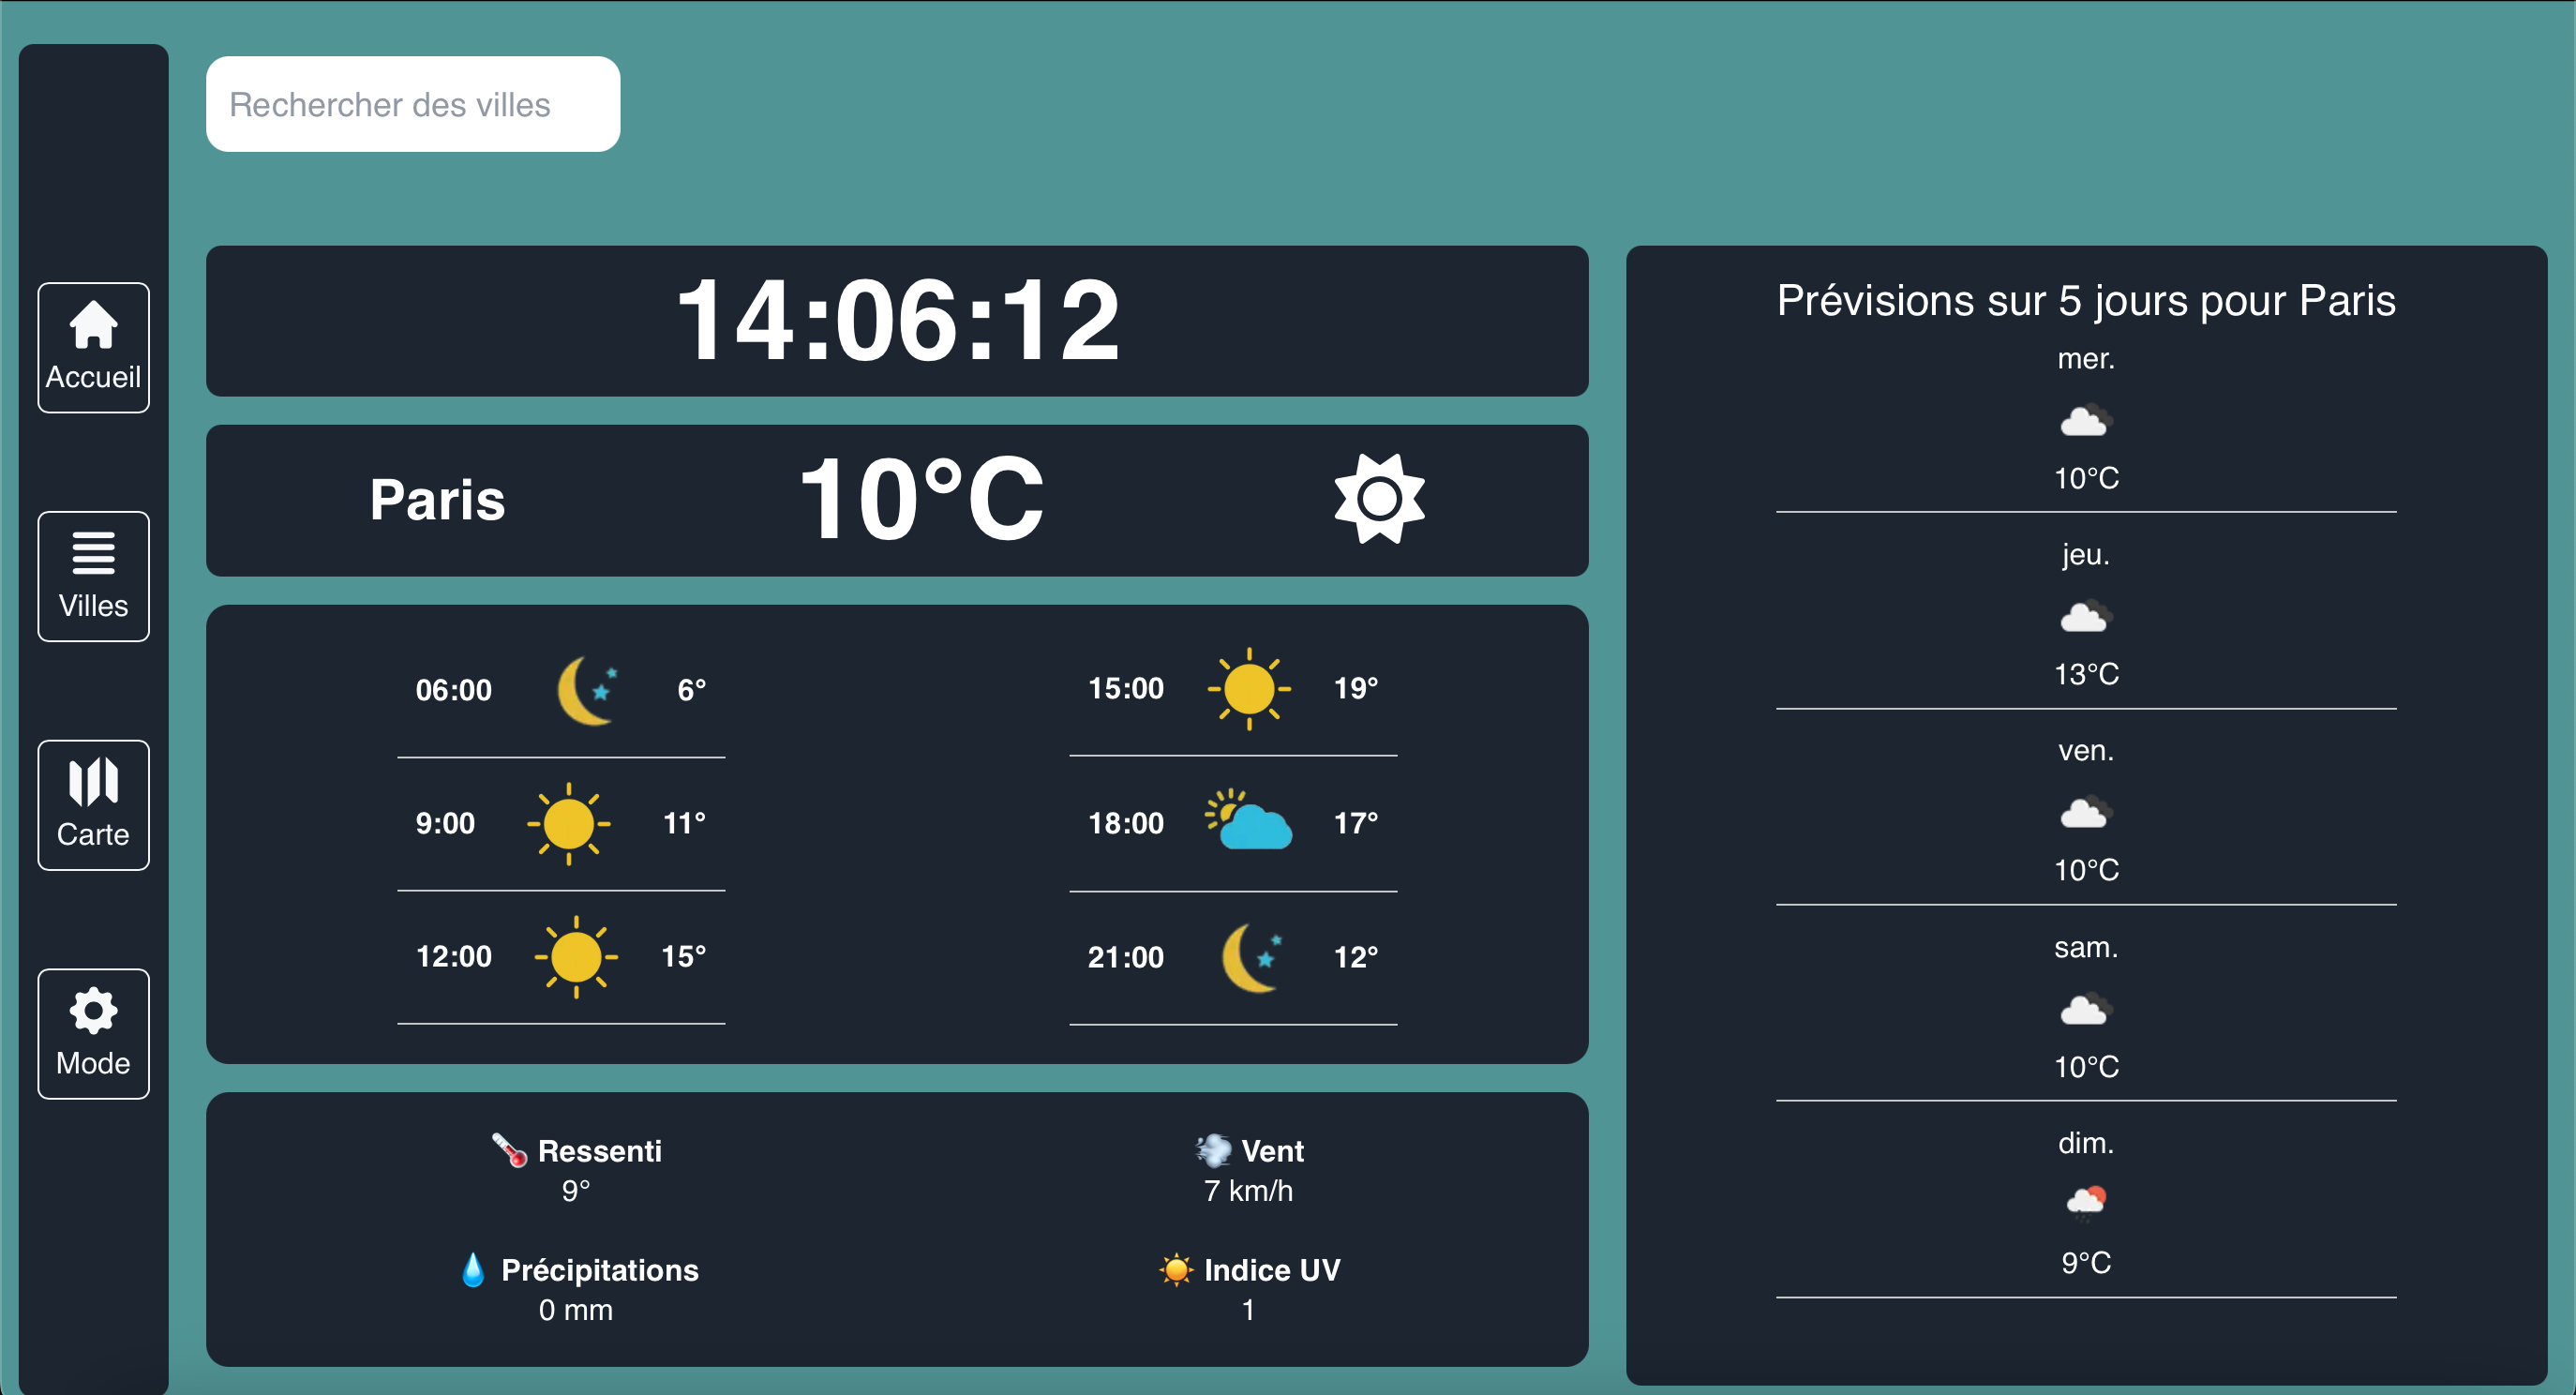 Rechercher des villes
Accueil
Villes
Carte
Mode
14:06:12
Paris 10°C
06:00 6°
9:00 11°
12:00 15°
15:00 19°
18:00 17°
21:00 12°
Ressenti
9°
Vent
7 km/h
Précipitations
0 mm
Indice UV
1
Prévisions sur 5 jours pour Paris
mer.
10°C
jeu.
13°C
ven.
10°C
sam.
10°C
dim.
9°C